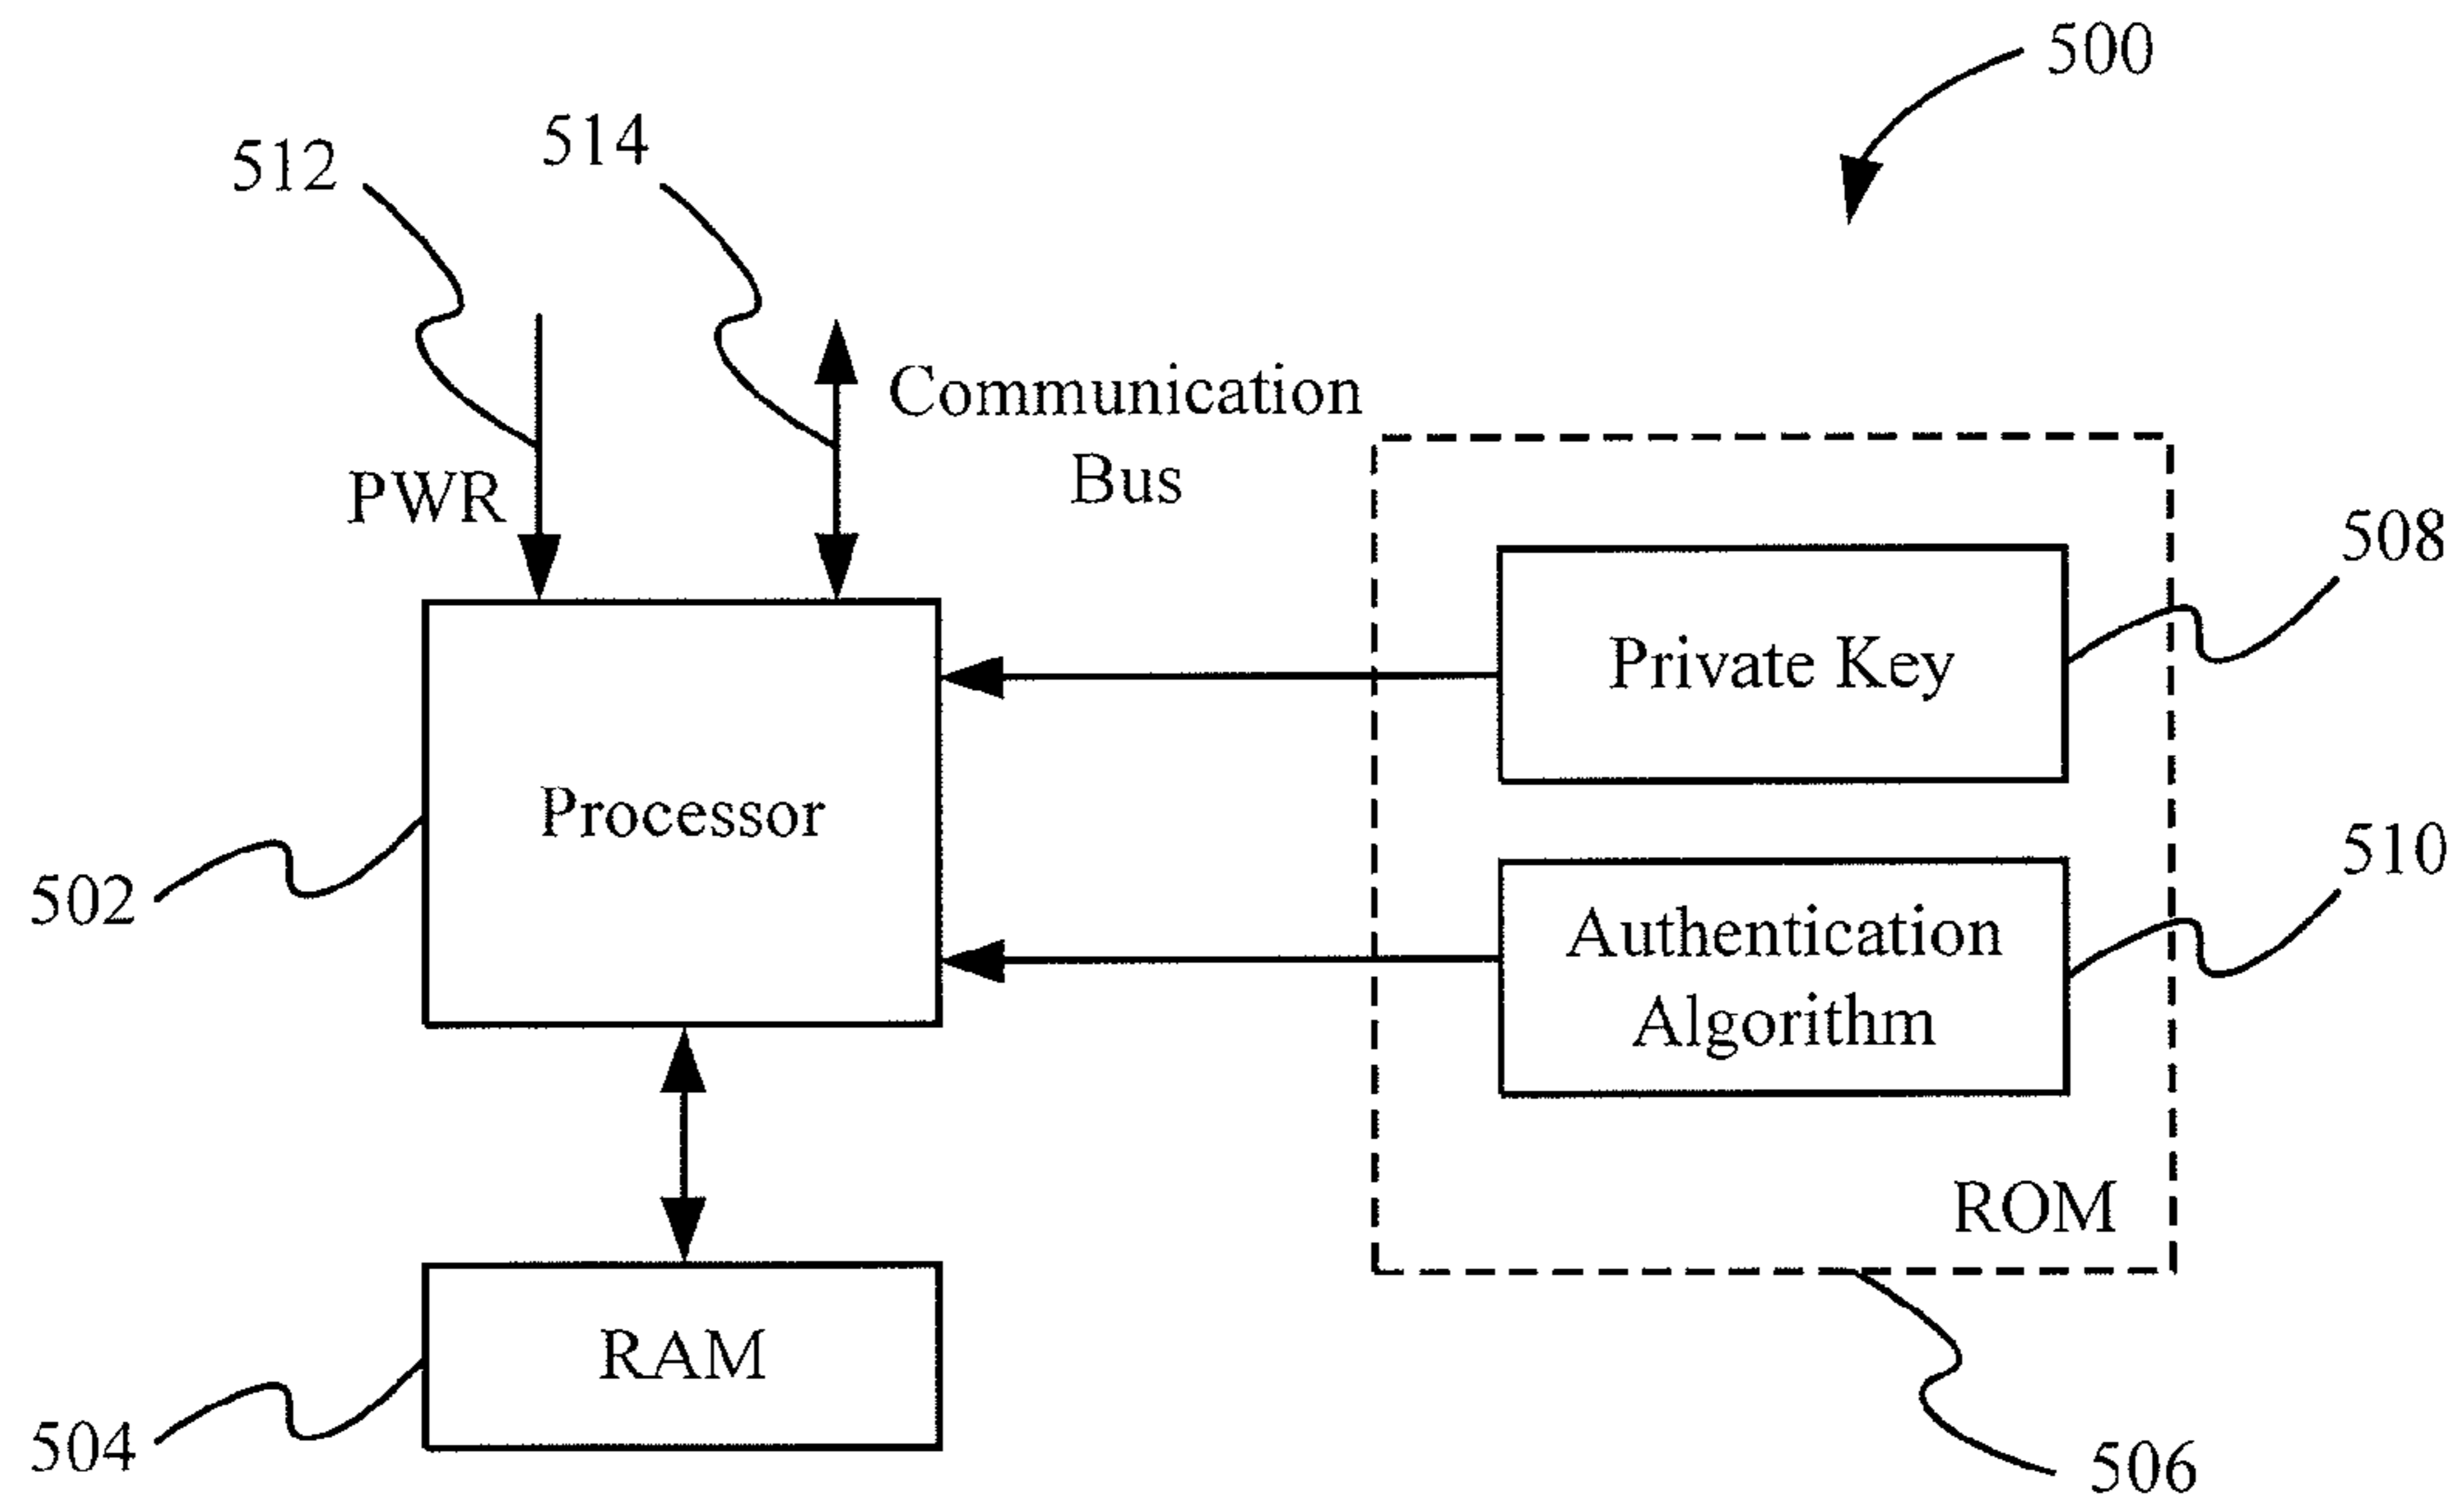 500
512
514
Communication
Bus
PWR
508
Private Key
Processor
510
502
Authentication
Algorithm
ROM
RAM
504
506